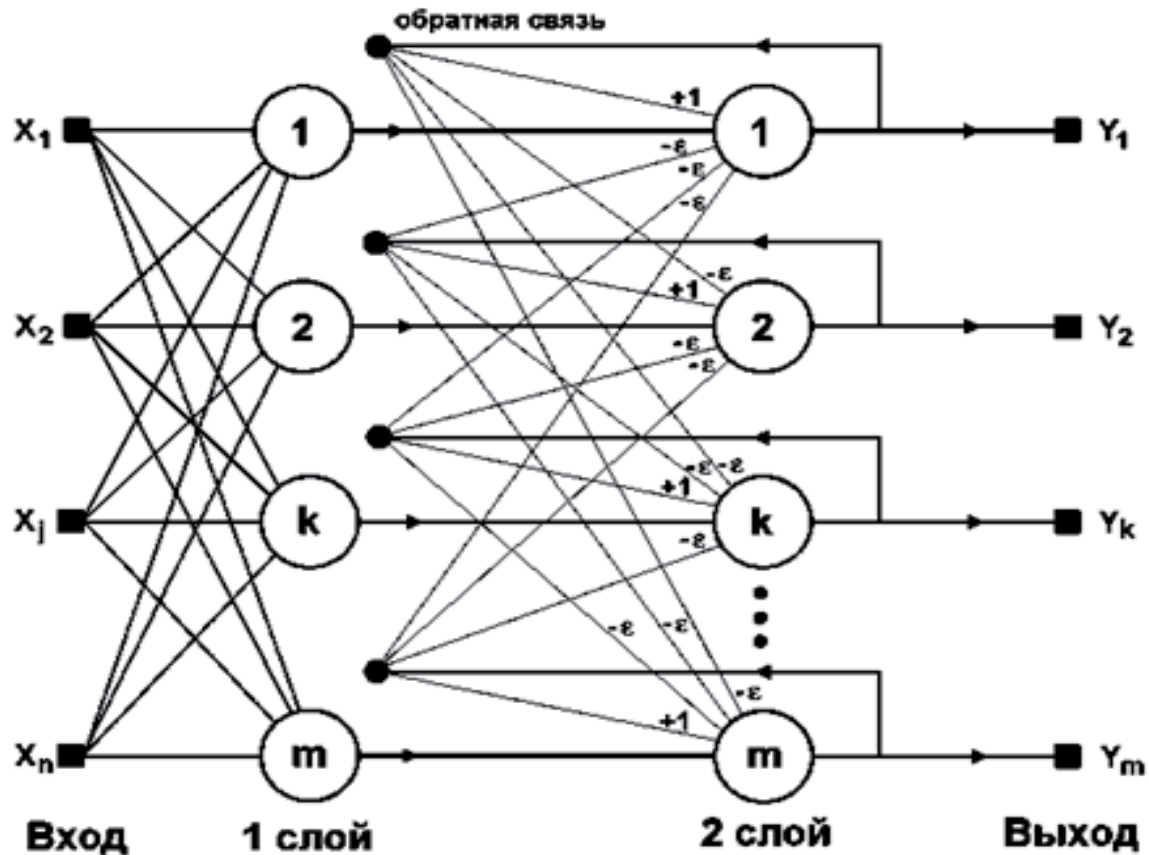 обратная связь
+1
X₁ 1 1 Y₁
-ε
-ε
-ε
-ε
+1
X₂ 2 2 Y₂
-ε
-ε
-ε -ε
+1
Xⱼ k k Yₖ
-ε
-ε -ε
-ε
+1
Xₙ m m Yₘ
Вход 1 слой 2 слой Выход